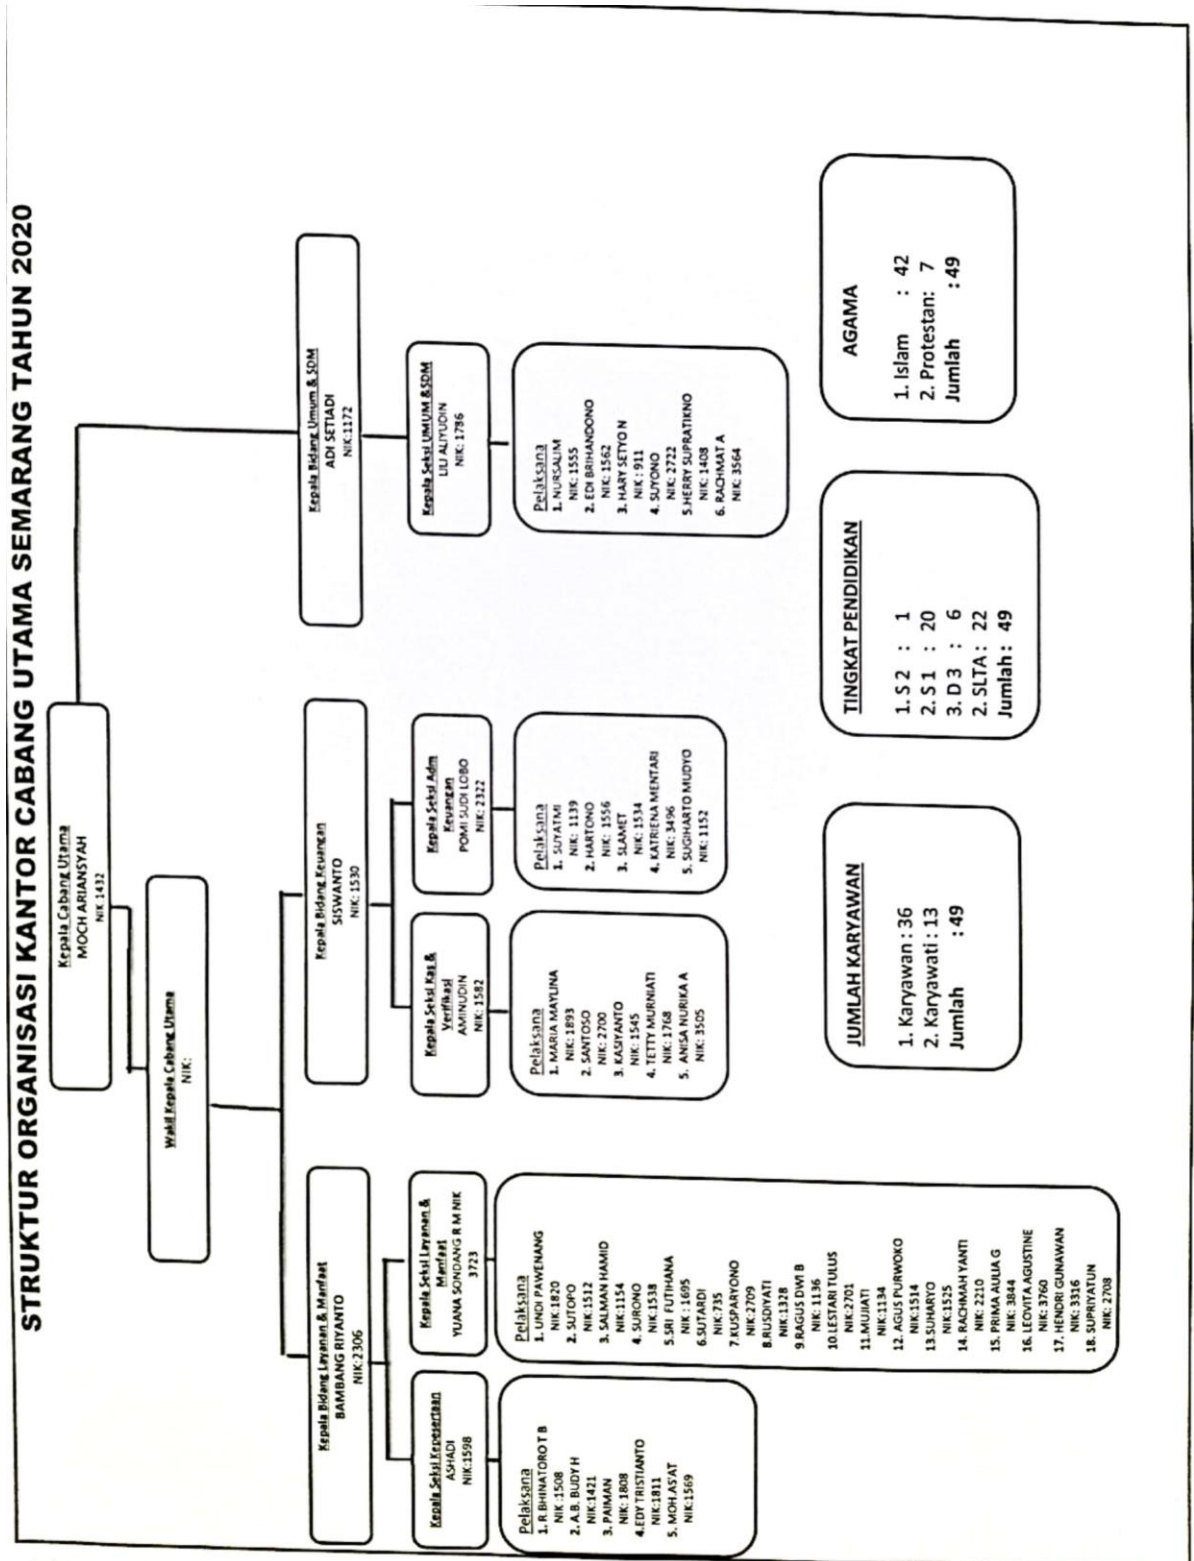 STRUKTUR ORGANISASI KANTOR CABANG UTAMA SEMARANG TAHUN 2020
Kepala Cabang Utama
MOCH ARIANSYAH
NIK 1432
Wakil Kepala Cabang Utama
NIK:
Kepala Bidang Layanan & Manfaat
BAMBANG RIYANTO
NIK:2306
Kepala Bidang Keuangan
SISWANTO
NIK: 1530
Kepala Bidang Umum & SDM
ADI SETIADI
NIK:1172
Kepala Seksi Kepesertaan
ASHADI
NIK:1598
Kepala Seksi Layanan &
Manfaat
YUANA SONDANG R M NIK
3723
Kepala Seksi Kas &
Verifikasi
AMINUDIN
NIK: 1582
Kepala Seksi Adm
Keuangan
POMI SUDI LOBO
NIK: 2322
Kepala Seksi UMUM &SDM
LILI ALIYUDIN
NIK: 1786
Pelaksana
1. R.BHINATOROT B
NIK :1508
2. A.B. BUDY H
NIK:1421
3. PAIMAN
NIK: 1808
4.EDY TRISTIANTO
NIK:1811
5. MOH.AS'AT
NIK:1569
Pelaksana
1. UNDI PAWENANG
NIK:1820
2. SUTOPO
NIK:1512
3. SALMAN HAMID
NIK:1154
4. SURONO
NIK:1538
5.SRI FUTIHANA
NIK :1695
6.SUTARDI
NIK:735
7.KUSPARYONO
NIK:2709
8.RUSDIYATI
NIK:1328
9.RAGUS DWI B
NIK: 1136
10.LESTARI TULUS
NIK:2701
11.MUJIATI
NIK:1134
12. AGUS PURWOKO
NIK:1514
13.SUHARYO
NIK:1525
14. RACHMAH YANTI
NIK: 2210
15. PRIMA AULIA G
NIK: 3844
16. LEOVITA AGUSTINE
NIK:3760
17. HENDRI GUNAWAN
NIK: 3316
18. SUPRIYATUN
NIK: 2708
Pelaksana
1. MARIA MAYLINA
NIK:1893
2. SANTOSO
NIK: 2700
3. KASIYANTO
NIK: 1545
4. TETTY MURNIATI
NIK: 1768
5. ANISA NURIKA A
NIK: 3505
Pelaksana
1. SUYATMI
NIK: 1139
2. HARTONO
NIK: 1556
3. SLAMET
NIK: 1534
4. KATRIENA MENTARI
NIK: 3496
5. SUGIHARTO MUDYO
NIK: 1152
Pelaksana
1. NURSALIM
NIK: 1555
2. EDI BRIHANDONO
NIK: 1562
3. HARY SETYO N
NIK : 911
4. SUYONO
NIK: 2722
5.HERRY SUPRATIKNO
NIK: 1408
6. RACHMAT A
NIK: 3564
JUMLAH KARYAWAN
1. Karyawan : 36
2. Karyawati : 13
Jumlah : 49
TINGKAT PENDIDIKAN
1.S 2 : 1
2.S 1 : 20
3.D 3 : 6
2.SLTA : 22
Jumlah : 49
AGAMA
1. Islam : 42
2. Protestan: 7
Jumlah : 49